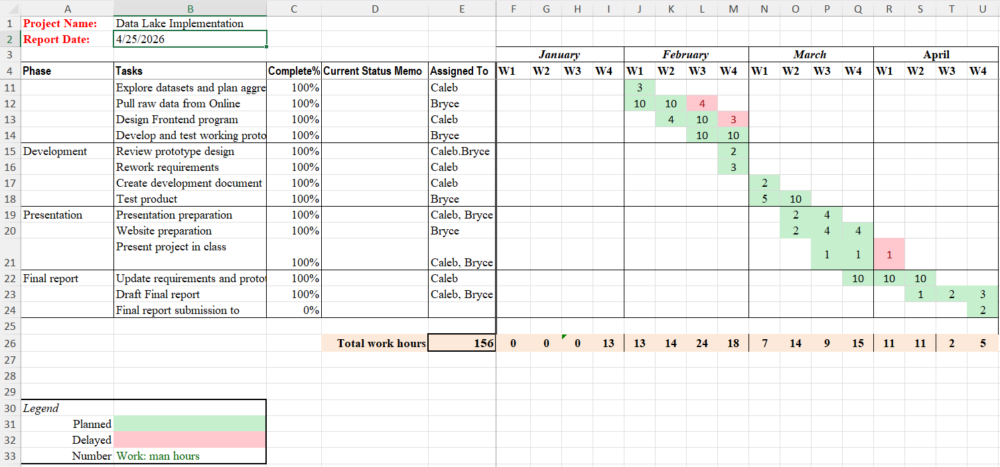 A B C D E F G H I J K L M N O P Q R S T U
1 Project Name: Data Lake Implementation
2 Report Date: 4/25/2026
3 January February March April
4 Phase Tasks Complete% Current Status Memo Assigned To W1 W2 W3 W4 W1 W2 W3 W4 W1 W2 W3 W4 W1 W2 W3 W4
11 Explore datasets and plan aggre 100% Caleb 3
12 Pull raw data from Online 100% Bryce 10 10 4
13 Design Frontend program 100% Caleb 4 10 3
14 Develop and test working proto 100% Bryce 10 10
15 Development Review prototype design 100% Caleb.Bryce 2
16 Rework requirements 100% Caleb 3
17 Create development document 100% Caleb 2
18 Test product 100% Bryce 5 10
19 Presentation Presentation preparation 100% Caleb, Bryce 2 4
20 Website preparation 100% Bryce 2 4 4
21 Present project in class 100% Caleb, Bryce 1 1 1
22 Final report Update requirements and protot 100% Caleb 10 10 10
23 Draft Final report 100% Caleb, Bryce 1 2 3
24 Final report submission to 0% 2
25
26 Total work hours 156 0 0 0 13 13 14 24 18 7 14 9 15 11 11 2 5
27
28
29
30 Legend
31 Planned
32 Delayed
33 Number Work: man hours